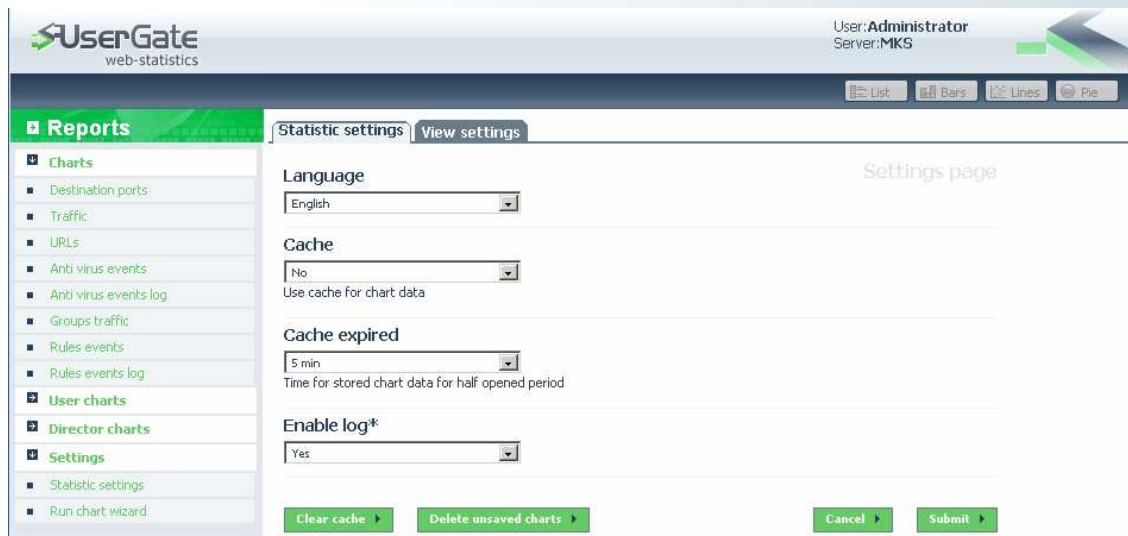 UserGate
web-statistics
User:Administrator
Server:MKS
List
Bars
Lines
Pie
Reports
Charts
Destination ports
Traffic
URLs
Anti virus events
Anti virus events log
Groups traffic
Rules events
Rules events log
User charts
Director charts
Settings
Statistic settings
Run chart wizard
Statistic settings
View settings
Settings page
Language
English
Cache
No
Use cache for chart data
Cache expired
5 min
Time for stored chart data for half opened period
Enable log*
Yes
Clear cache
Delete unsaved charts
Cancel
Submit